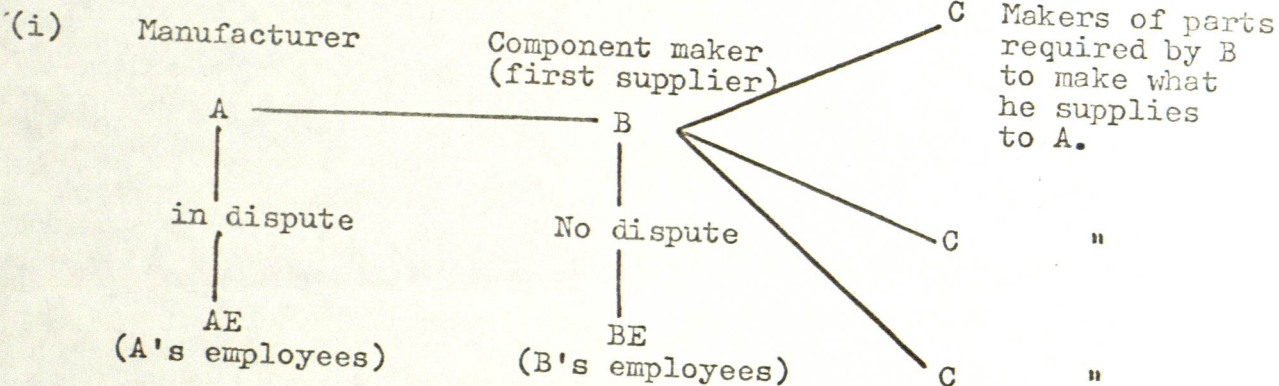 (i)
Manufacturer
Component maker
(first supplier)
C Makers of parts
required by B
to make what
he supplies
to A.
A
B
in dispute
No dispute
C "
AE
(A's employees)
BE
(B's employees)
C "